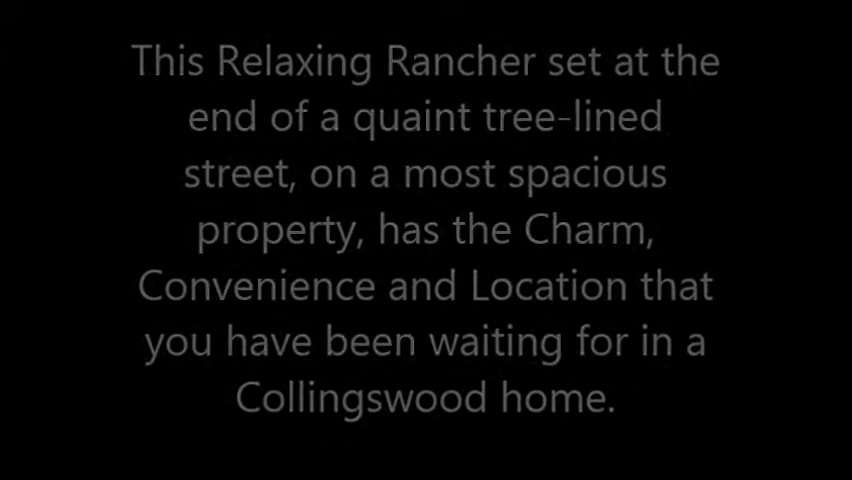 This Relaxing Rancher set at the
end of a quaint tree-lined
street, on a most spacious
property, has the Charm,
Convenience and Location that
you have been waiting for in a
Collingswood home.